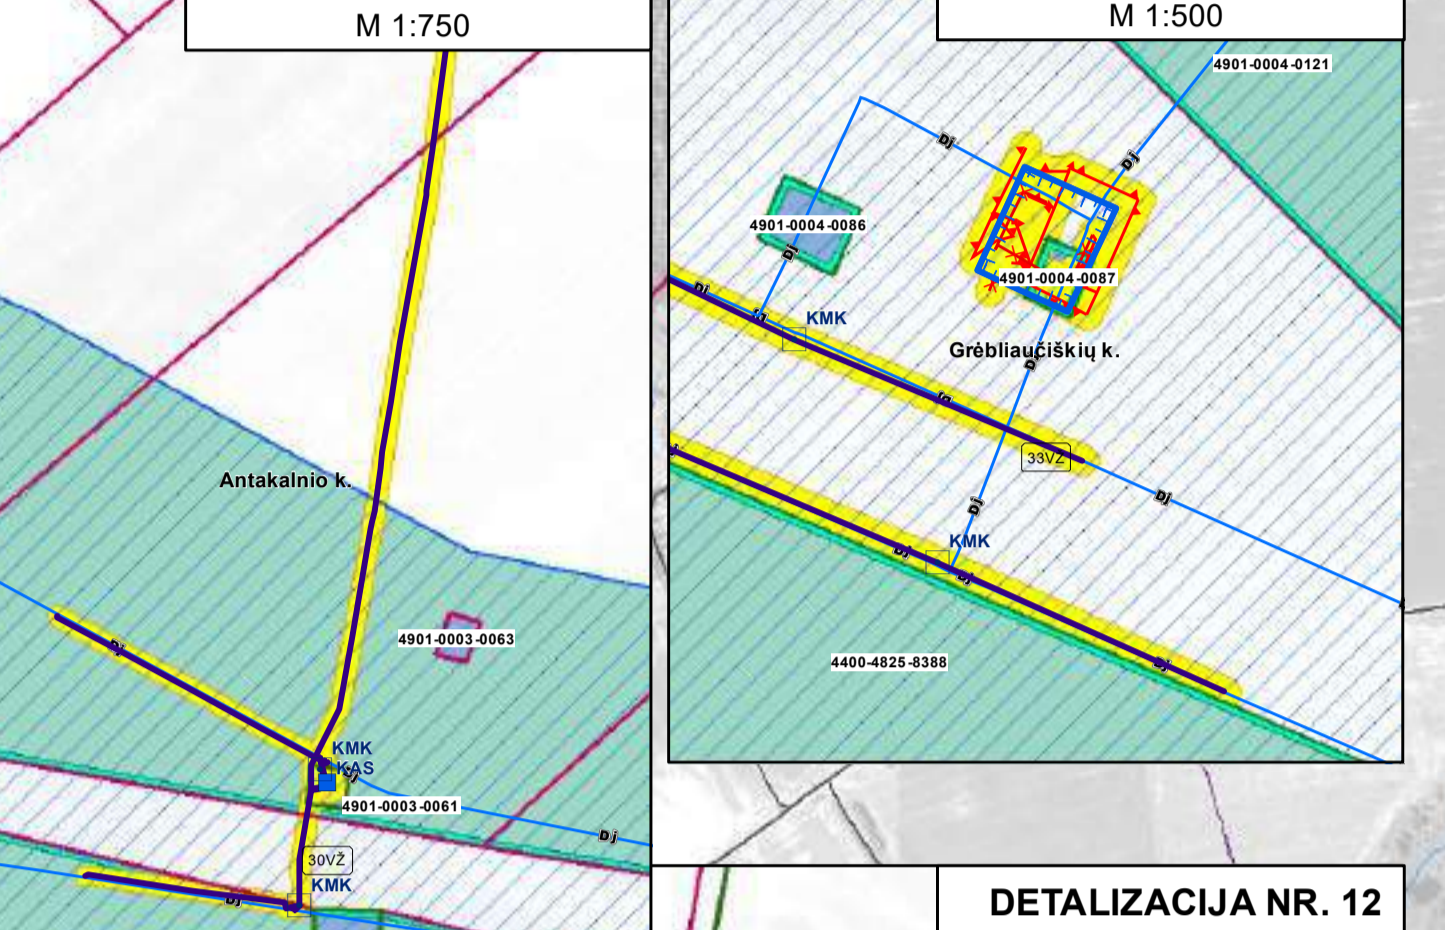 M 1:750
Antakalnio k.
4901-0003-0063
Dj
KMK
KAS
Dj
4901-0003-0061
Dj
30VŽ
KMK
Dj
M 1:500
4901-0004-0121
Dj
Dj
4901-0004-0086
Dj
4901-0004-0087
Dj
KMK
Grėbliaučiškių k.
Dj
33VŽ
Dj
Dj
KMK
Dj
Dj
4400-4825-8388
Dj
DETALIZACIJA NR. 12